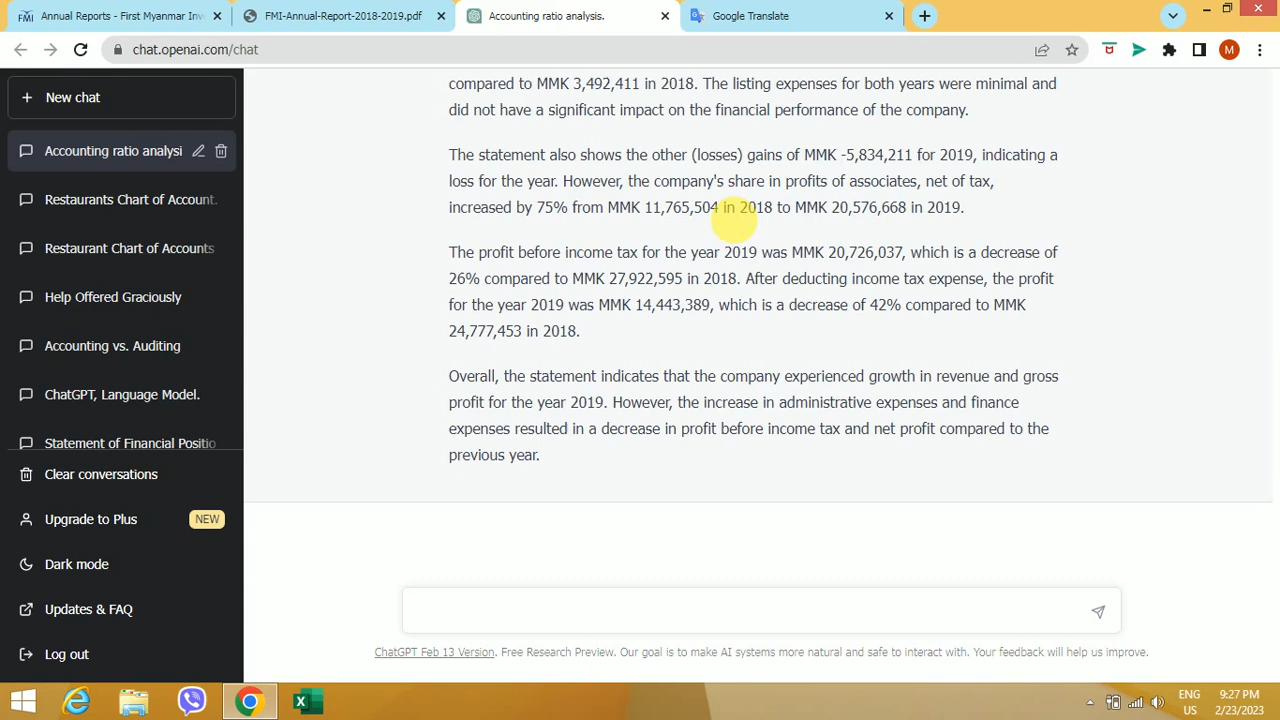 Annual Reports - First Myanmar Inv
FMI-Annual-Report-2018-2019.pdf
Accounting ratio analysis.
Google Translate
chat.openai.com/chat
M
New chat
Accounting ratio analysi
Restaurants Chart of Account.
Restaurant Chart of Accounts
Help Offered Graciously
Accounting vs. Auditing
ChatGPT, Language Model.
Statement of Financial Positio
Clear conversations
Upgrade to Plus NEW
Dark mode
Updates & FAQ
Log out
compared to MMK 3,492,411 in 2018. The listing expenses for both years were minimal and
did not have a significant impact on the financial performance of the company.
The statement also shows the other (losses) gains of MMK -5,834,211 for 2019, indicating a
loss for the year. However, the company's share in profits of associates, net of tax,
increased by 75% from MMK 11,765,504 in 2018 to MMK 20,576,668 in 2019.
The profit before income tax for the year 2019 was MMK 20,726,037, which is a decrease of
26% compared to MMK 27,922,595 in 2018. After deducting income tax expense, the profit
for the year 2019 was MMK 14,443,389, which is a decrease of 42% compared to MMK
24,777,453 in 2018.
Overall, the statement indicates that the company experienced growth in revenue and gross
profit for the year 2019. However, the increase in administrative expenses and finance
expenses resulted in a decrease in profit before income tax and net profit compared to the
previous year.
ChatGPT Feb 13 Version. Free Research Preview. Our goal is to make AI systems more natural and safe to interact with. Your feedback will help us improve.
ENG
US
9:27 PM
2/23/2023